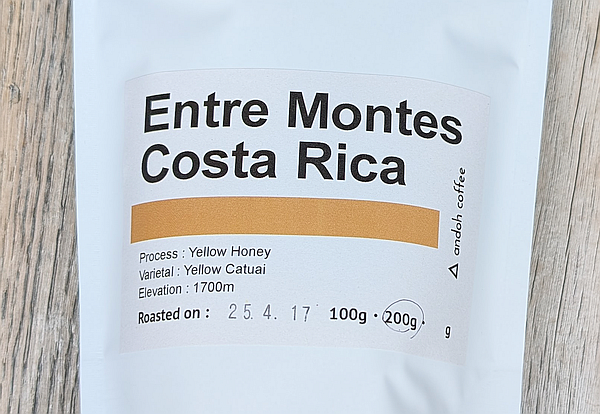 Entre Montes
Costa Rica
Process : Yellow Honey
Varietal : Yellow Catuai
Elevation : 1700m
Roasted on : 25. 4. 17 100g · 200g · g
andoh coffee